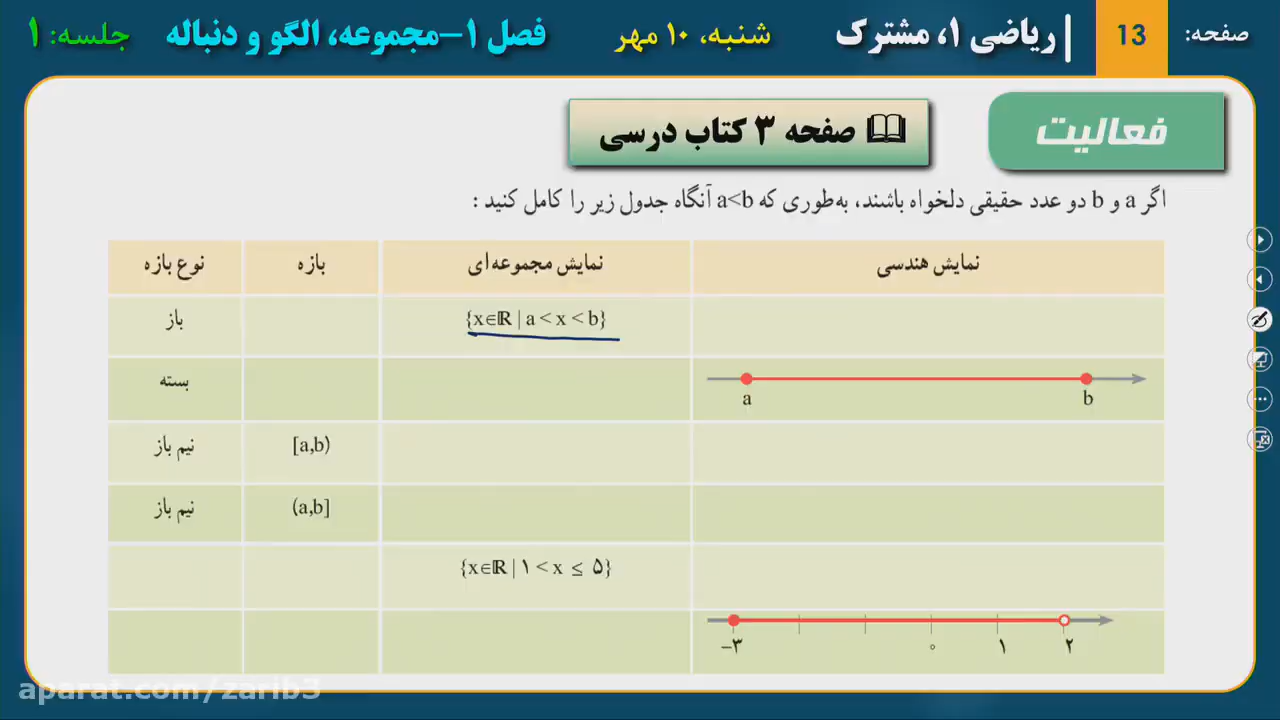 صفحه: 13 ریاضی ۱، مشترک شنبه، ۱۰ مهر فصل ۱-مجموعه، الگو و دنباله جلسه: ۱
فعالیت
صفحه ۳ کتاب درسی
اگر a و b دو عدد حقیقی دلخواه باشند، به‌طوری که a<b آنگاه جدول زیر را کامل کنید :
نمایش هندسی نمایش مجموعه‌ای بازه نوع بازه
{x∈ℝ | a < x < b} باز
a b بسته
[a,b) نیم باز
(a,b] نیم باز
{x∈ℝ | ۱ < x ≤ ۵}
−۳ ۰ ۱ ۲
aparat.com/zarib3